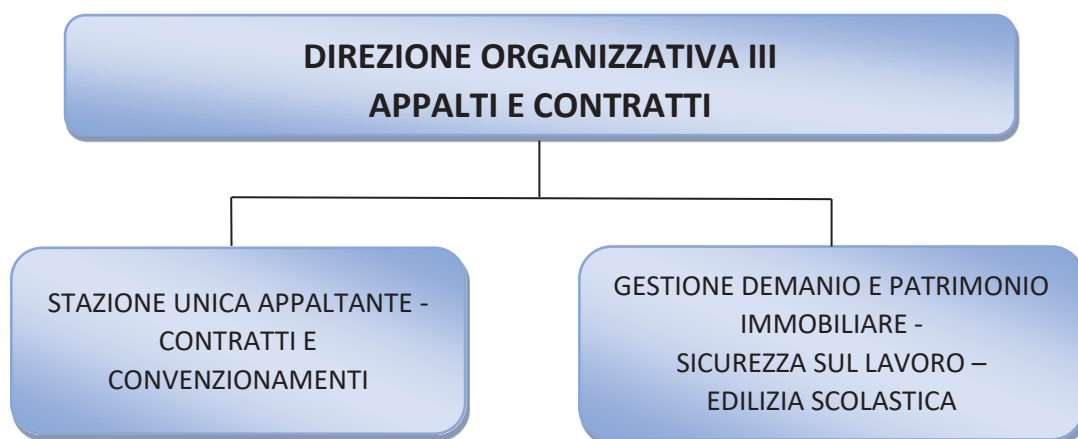 DIREZIONE ORGANIZZATIVA III
APPALTI E CONTRATTI
STAZIONE UNICA APPALTANTE -
CONTRATTI E
CONVENZIONAMENTI
GESTIONE DEMANIO E PATRIMONIO
IMMOBILIARE -
SICUREZZA SUL LAVORO –
EDILIZIA SCOLASTICA